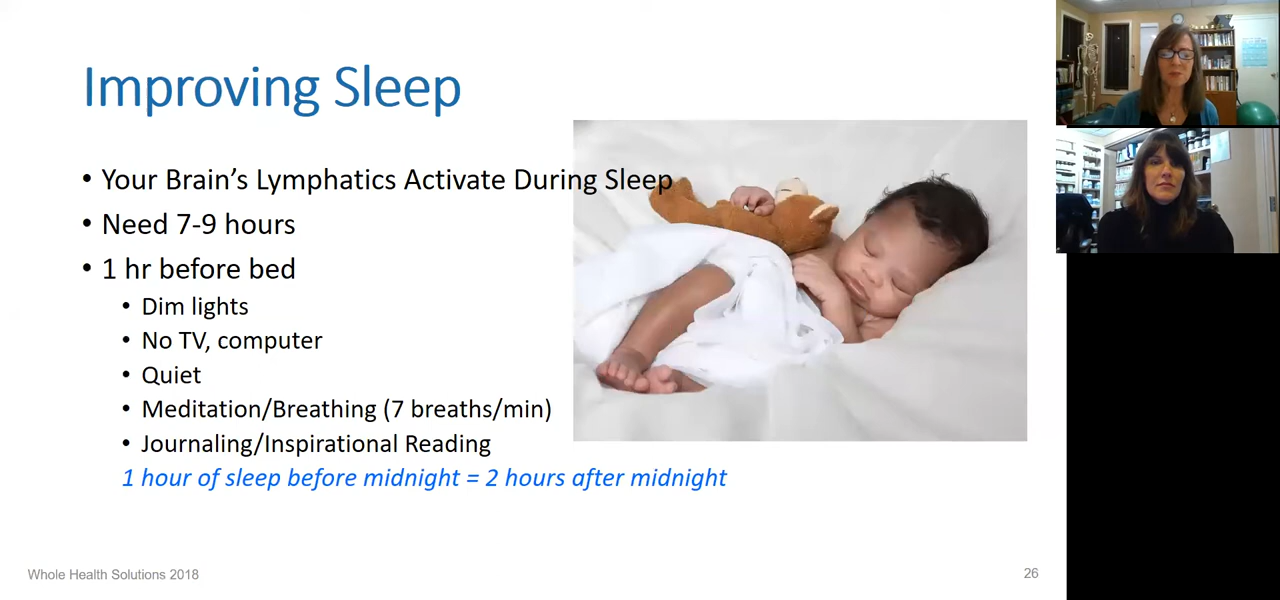 Improving Sleep
• Your Brain's Lymphatics Activate During Sleep
• Need 7-9 hours
• 1 hr before bed
• Dim lights
• No TV, computer
• Quiet
• Meditation/Breathing (7 breaths/min)
• Journaling/Inspirational Reading
1 hour of sleep before midnight = 2 hours after midnight
Whole Health Solutions 2018
26